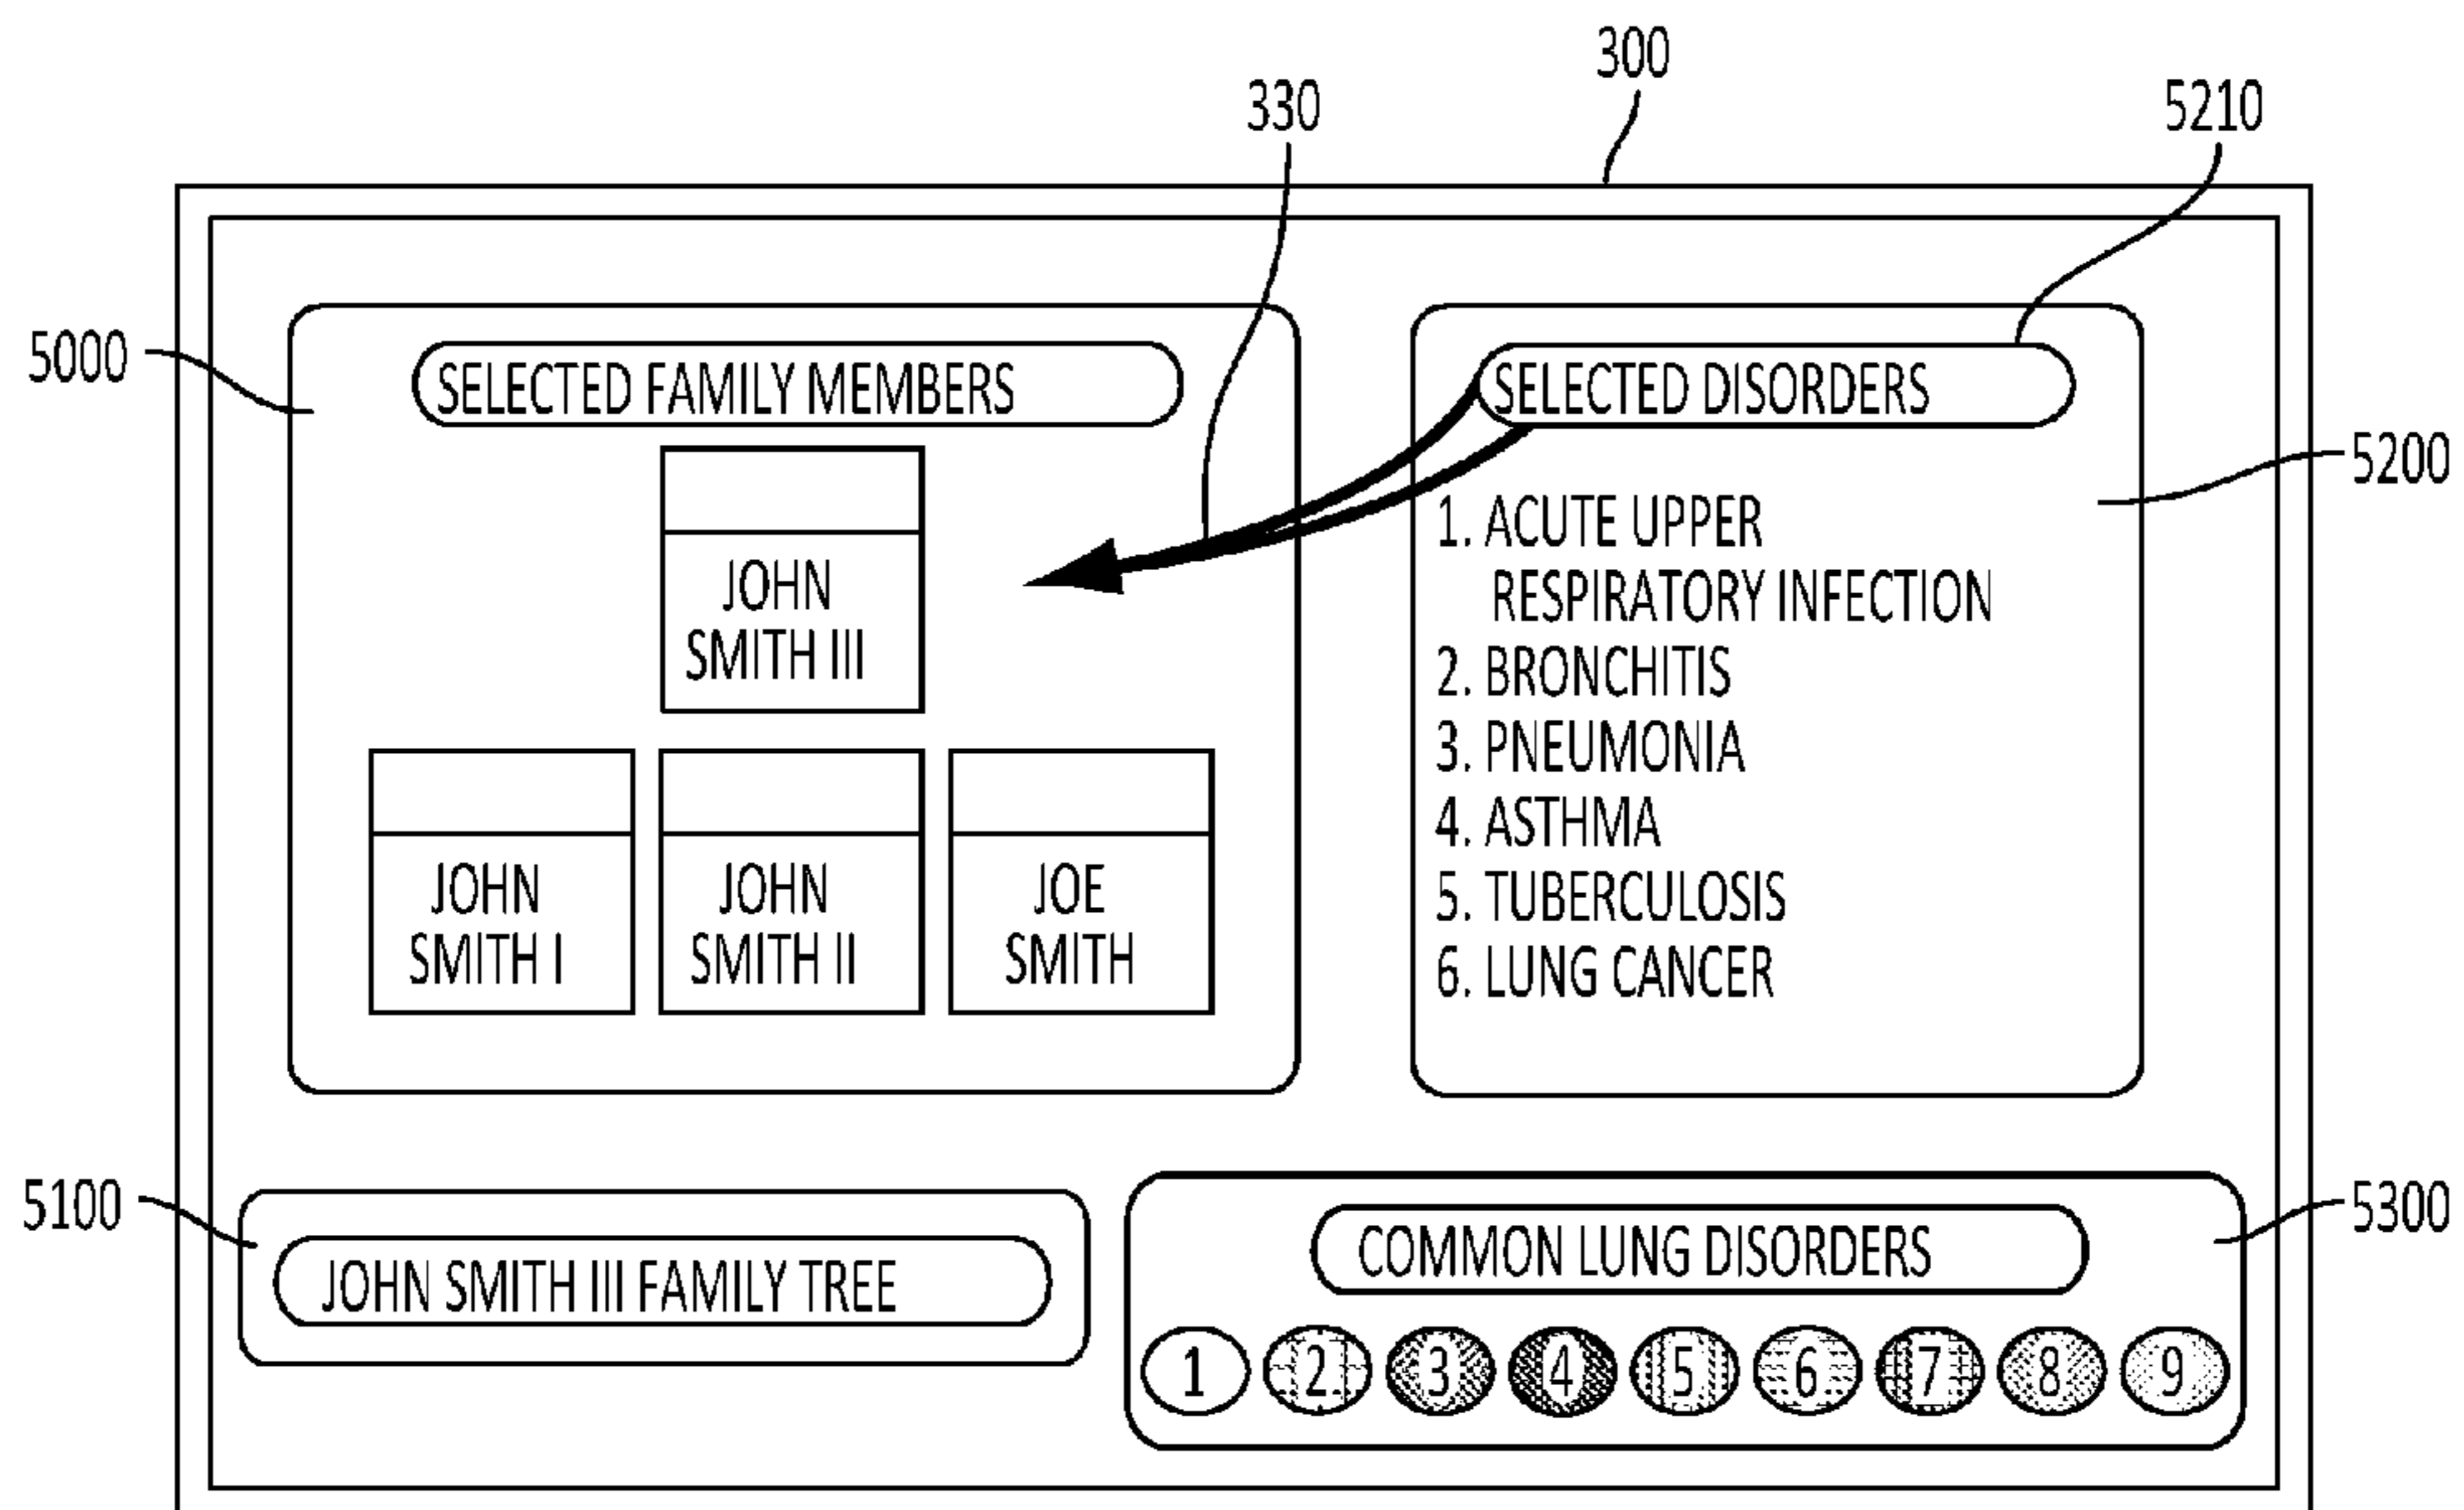 300
330
5210
5000
SELECTED FAMILY MEMBERS
JOHN
SMITH III
JOHN
SMITH I
JOHN
SMITH II
JOE
SMITH
SELECTED DISORDERS
5200
1. ACUTE UPPER
RESPIRATORY INFECTION
2. BRONCHITIS
3. PNEUMONIA
4. ASTHMA
5. TUBERCULOSIS
6. LUNG CANCER
5100
JOHN SMITH III FAMILY TREE
5300
COMMON LUNG DISORDERS
1 2 3 4 5 6 7 8 9